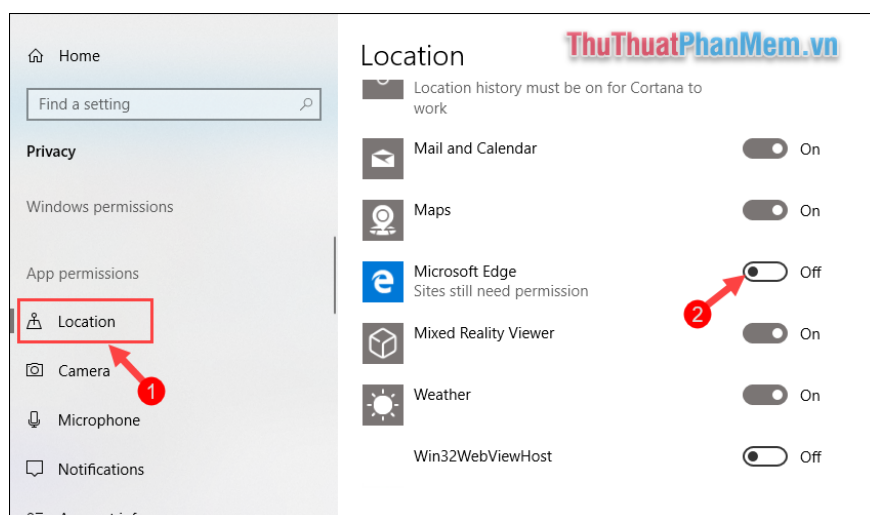 Home
Find a setting
Privacy
Windows permissions
App permissions
Location
1
Camera
Microphone
Notifications
Location
ThuThuatPhanMem.vn
Location history must be on for Cortana to
work
Mail and Calendar On
Maps On
Microsoft Edge Off
Sites still need permission
2
Mixed Reality Viewer On
Weather On
Win32WebViewHost Off